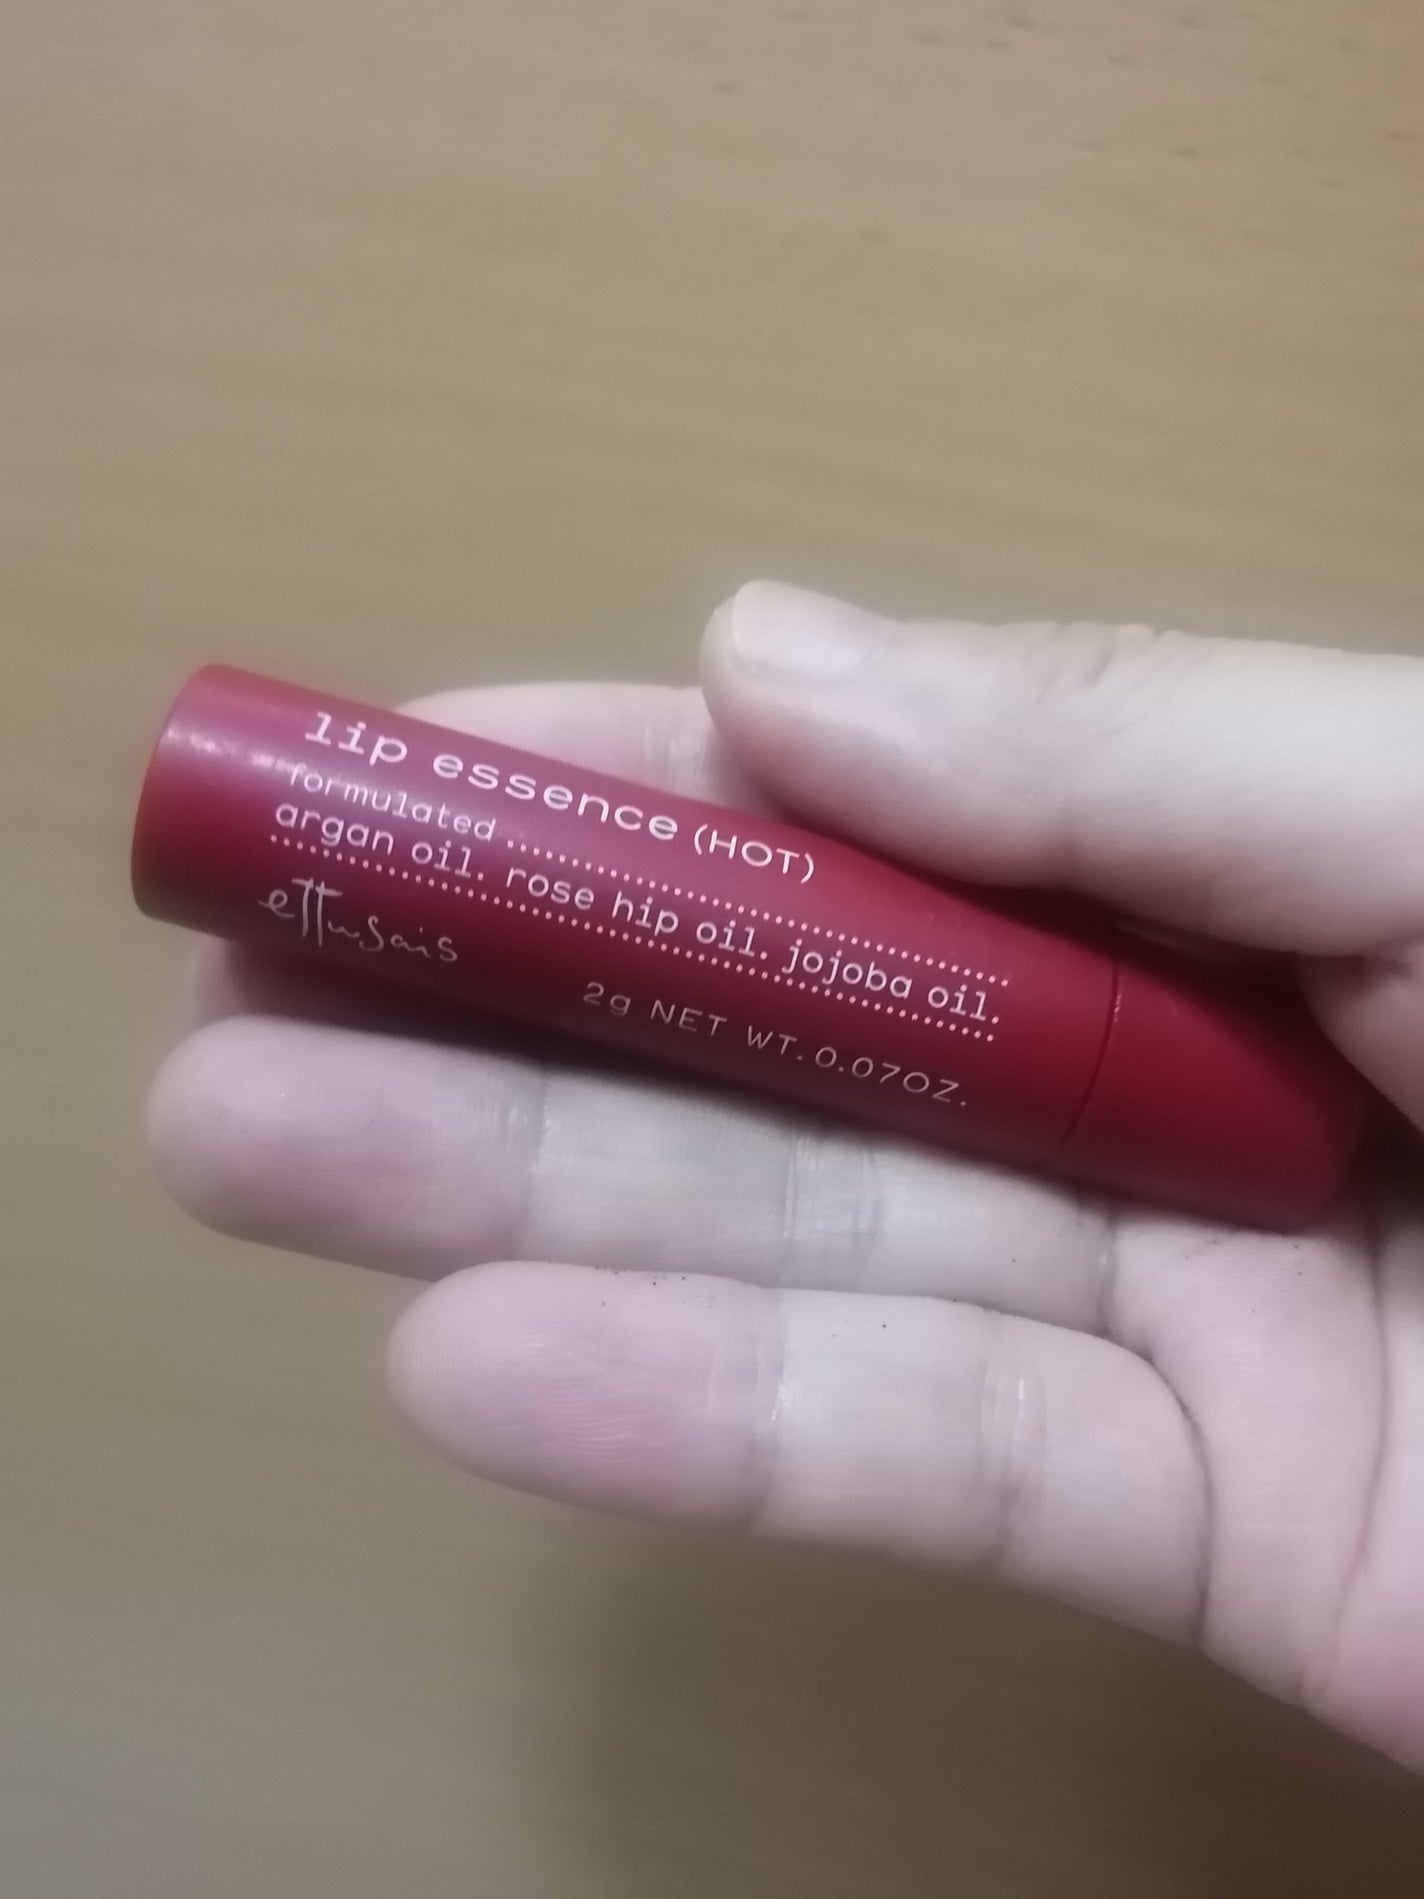 lip essence (HOT)
formulated
argan oil. rose hip oil. jojoba oil.
ettusais
2g NET WT. 0.07OZ.